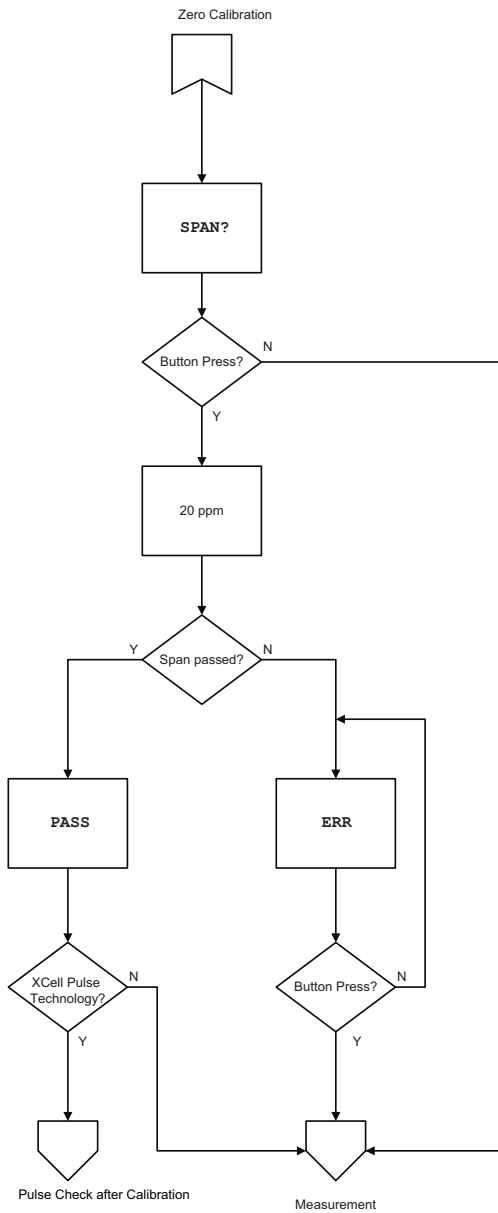 Zero Calibration
SPAN?
N
Button Press?
Y
20 ppm
Y
N
Span passed?
PASS
ERR
XCell Pulse
Technology?
N
Y
Button Press?
N
Y
Pulse Check after Calibration
Measurement